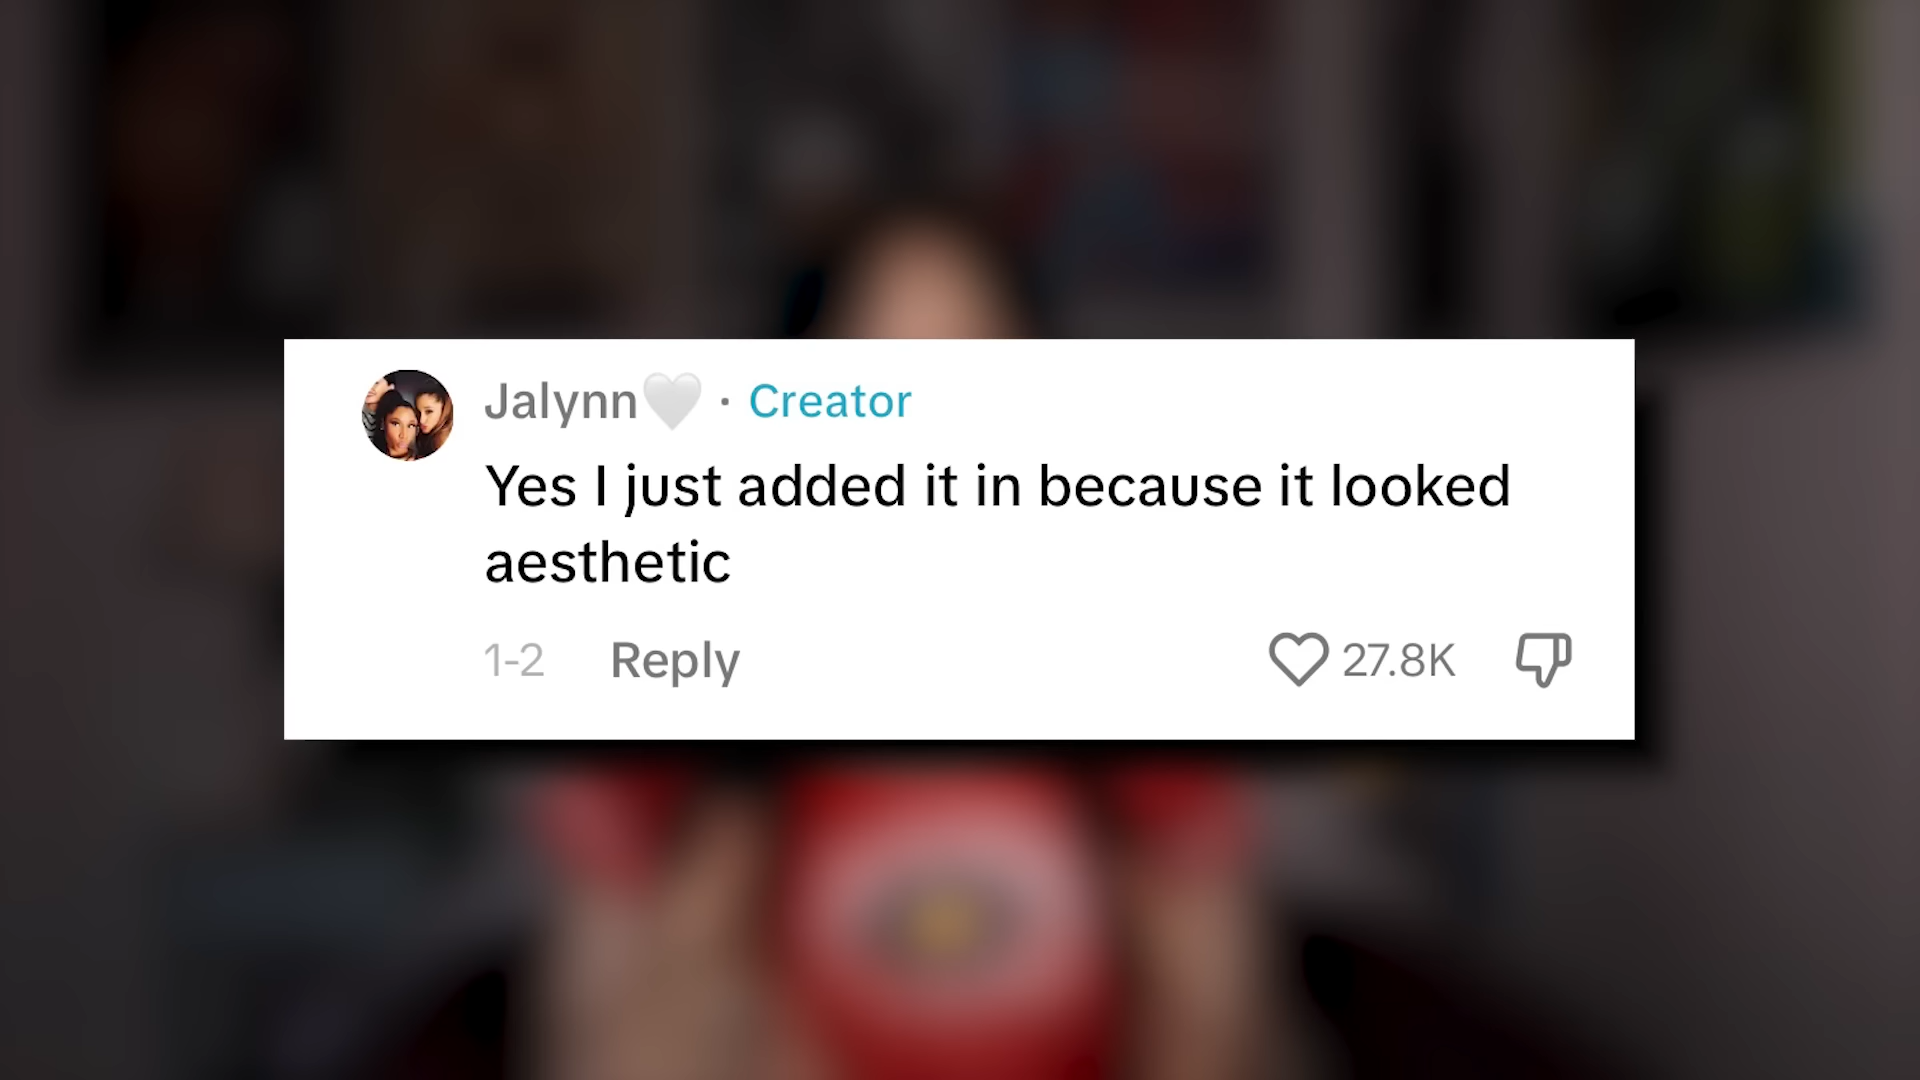 Jalynn🤍 · Creator
Yes I just added it in because it looked
aesthetic
1-2 Reply 27.8K